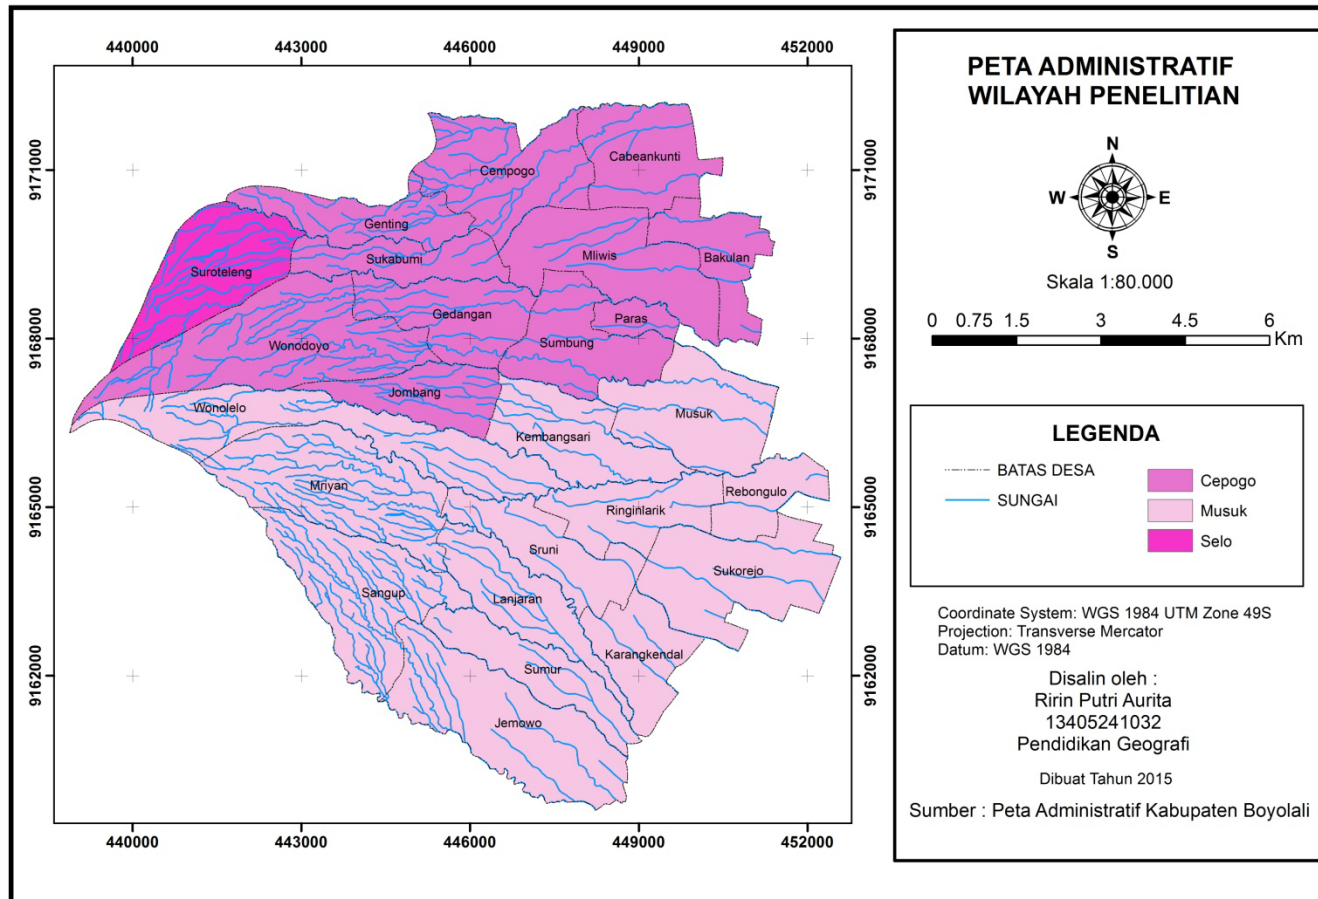 440000 443000 446000 449000 452000
9171000
9168000
9165000
9162000
Cabeankunti
Cempogo
Genting
Sukabumi
Mliwis
Bakulan
Suroteleng
Gedangan
Paras
Wonodoyo
Sumbung
Jombang
Wonolelo
Musuk
Kembangsari
Mriyan
Rebongulo
Ringinlarik
Sruni
Sukorejo
Sangup
Lanjaran
Karangkendal
Sumur
Jemowo
9171000
9168000
9165000
9162000
440000 443000 446000 449000 452000
PETA ADMINISTRATIF
WILAYAH PENELITIAN
N
W E
S
Skala 1:80.000
0 0.75 1.5 3 4.5 6
Km
LEGENDA
BATAS DESA
SUNGAI
Cepogo
Musuk
Selo
Coordinate System: WGS 1984 UTM Zone 49S
Projection: Transverse Mercator
Datum: WGS 1984
Disalin oleh :
Ririn Putri Aurita
13405241032
Pendidikan Geografi
Dibuat Tahun 2015
Sumber : Peta Administratif Kabupaten Boyolali